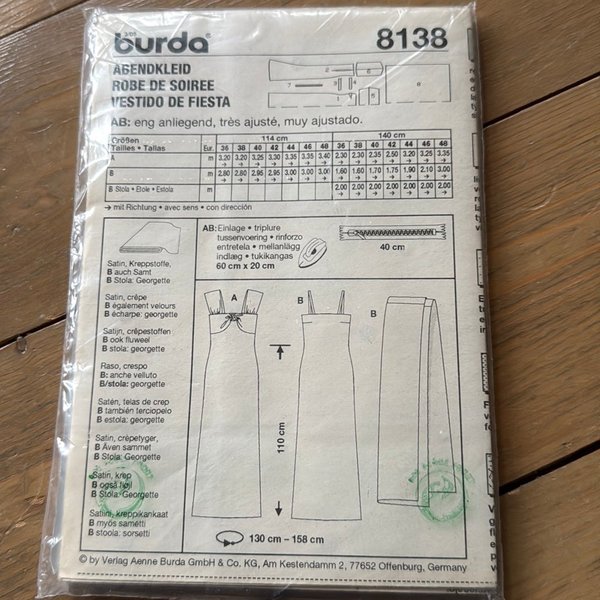 3/05
burda®
8138
ABENDKLEID
ROBE DE SOIREE
VESTIDO DE FIESTA
AB: eng anliegend, très ajusté, muy ajustado.
Größen 114 cm 140 cm
Tailles • Tallas Eur. 36 38 40 42 44 46 48 36 38 40 42 44 46 48
A m 3.20 3.20 3.25 3.30 3.35 3.35 3.40 2.30 2.30 2.35 2.50 3.20 3.25 3.35
B m 2.80 2.80 2.95 2.95 3.00 3.00 3.00 1.60 1.60 1.70 1.75 1.90 2.10 3.00
B Stola • Etole • Estola m 2.00 2.00 2.00 2.00 2.00 2.00 2.00
→ mit Richtung • avec sens • con dirección
AB: Einlage • triplure
tussenvoering • rinforzo
entretela • mellanlägg
indlæg • tukikangas
60 cm x 20 cm
40 cm
Satin, Kreppstoffe,
B auch Samt
B Stola: Georgette
Satin, crêpe
B également velours
B écharpe: georgette
Satijn, crêpestoffen
B ook fluweel
B stola: georgette
Raso, crespo
B: anche velluto
B/stola: georgette
Satén, telas de crep
B también terciopelo
B estola: georgette
Satin, crêpetyger,
B Även sammet
B Stola: Georgette
Satin, krep
B også fløjl
B Stola: Georgette
Satiini, kreppikankaat
B myös sametti
B stoola: sorsetti
A
B
B
110 cm
130 cm – 158 cm
© by Verlag Aenne Burda GmbH & Co. KG, Am Kestendamm 2, 77652 Offenburg, Germany